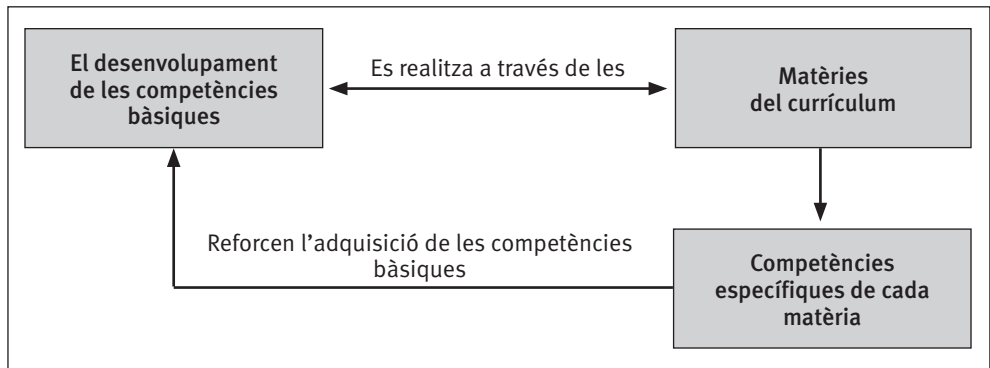 El desenvolupament
de les competències
bàsiques
Es realitza a través de les
Matèries
del currículum
Reforcen l’adquisició de les competències
bàsiques
Competències
específiques de cada
matèria